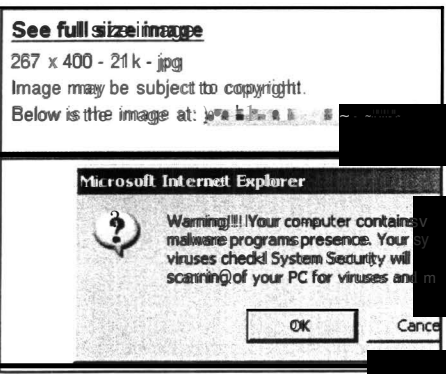 See full size image
267 x 400 - 21k - jpg
Image may be subject to copyright.
Below is the image at:
Microsoft Internet Explorer
Warning!!! Your computer contains v
malware programs presence. Your sy
viruses check! System Security will
scanning of your PC for viruses and m
OK
Cance